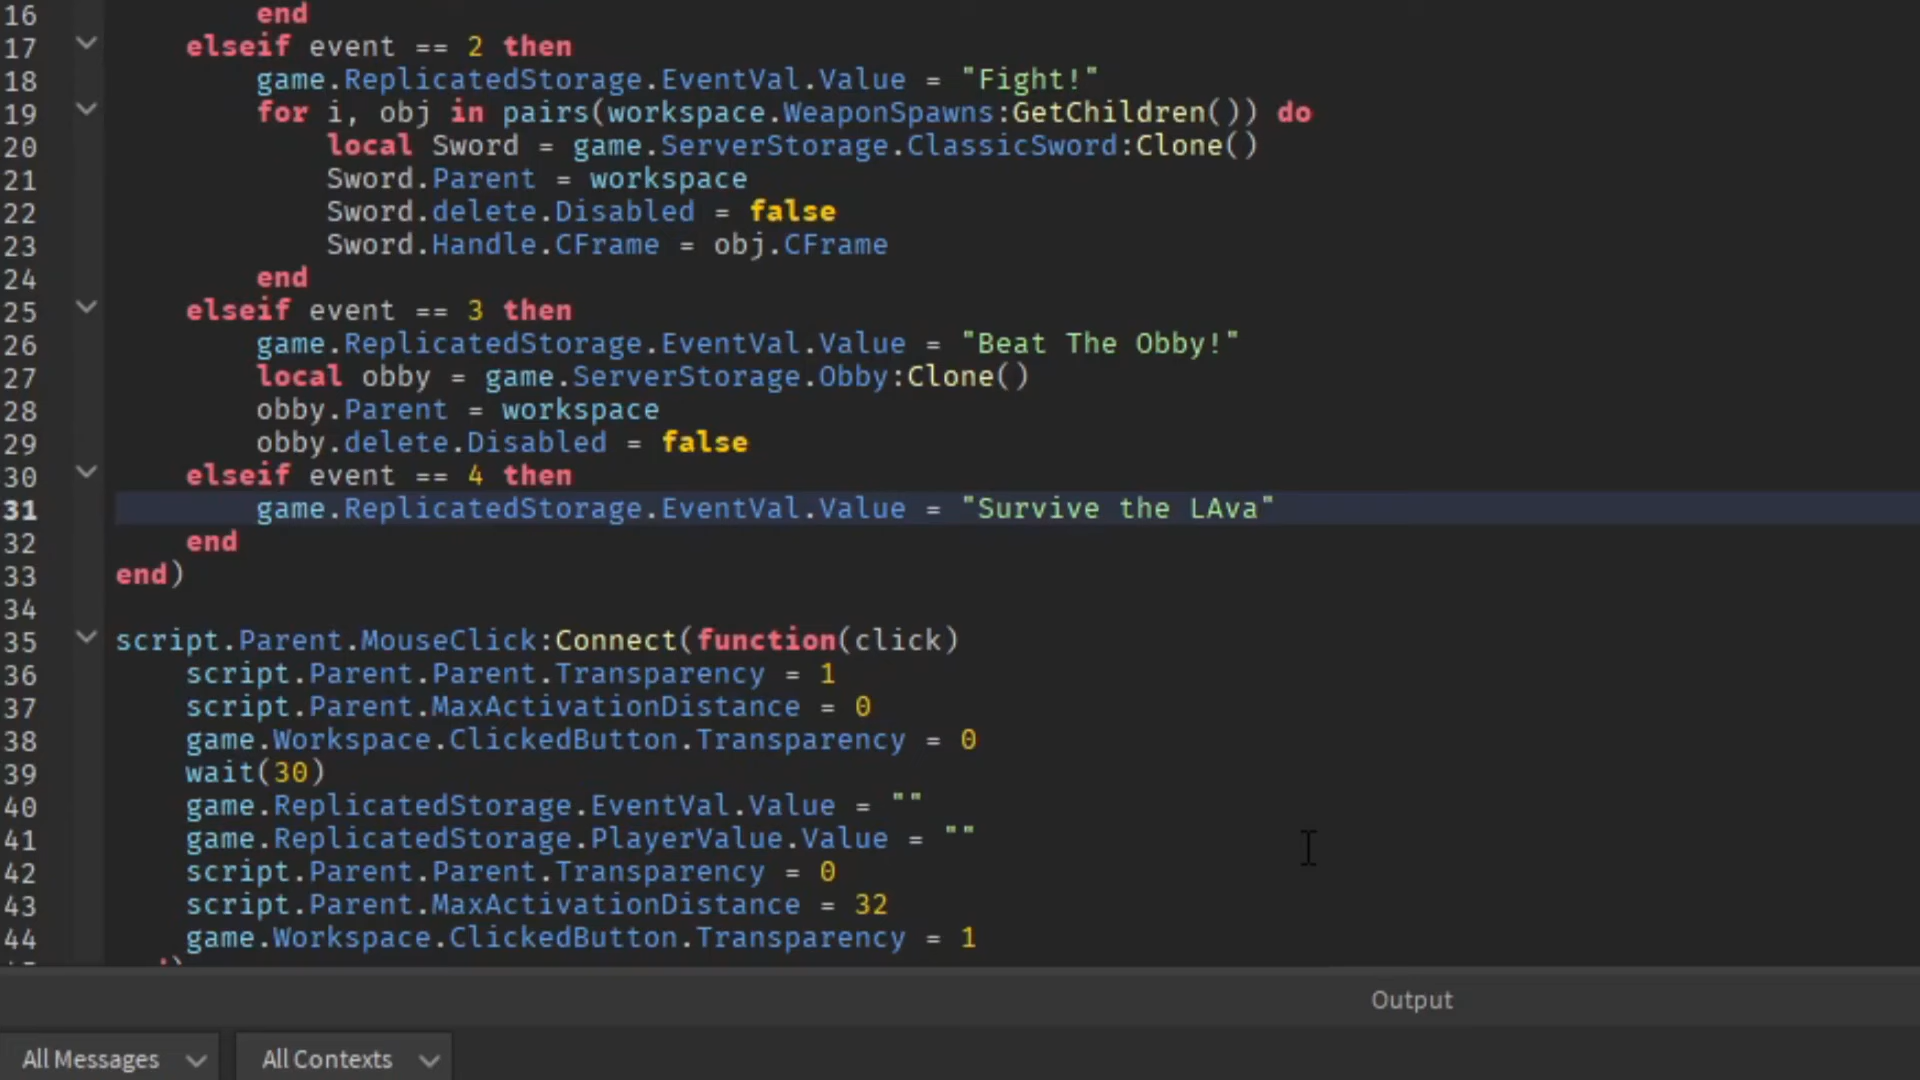 16 end
17 elseif event == 2 then
18 game.ReplicatedStorage.EventVal.Value = "Fight!"
19 for i, obj in pairs(workspace.WeaponSpawns:GetChildren()) do
20 local Sword = game.ServerStorage.ClassicSword:Clone()
21 Sword.Parent = workspace
22 Sword.delete.Disabled = false
23 Sword.Handle.CFrame = obj.CFrame
24 end
25 elseif event == 3 then
26 game.ReplicatedStorage.EventVal.Value = "Beat The Obby!"
27 local obby = game.ServerStorage.Obby:Clone()
28 obby.Parent = workspace
29 obby.delete.Disabled = false
30 elseif event == 4 then
31 game.ReplicatedStorage.EventVal.Value = "Survive the LAva"
32 end
33 end)
34
35 script.Parent.MouseClick:Connect(function(click)
36 script.Parent.Parent.Transparency = 1
37 script.Parent.MaxActivationDistance = 0
38 game.Workspace.ClickedButton.Transparency = 0
39 wait(30)
40 game.ReplicatedStorage.EventVal.Value = ""
41 game.ReplicatedStorage.PlayerValue.Value = ""
42 script.Parent.Parent.Transparency = 0
43 script.Parent.MaxActivationDistance = 32
44 game.Workspace.ClickedButton.Transparency = 1
Output
All Messages All Contexts